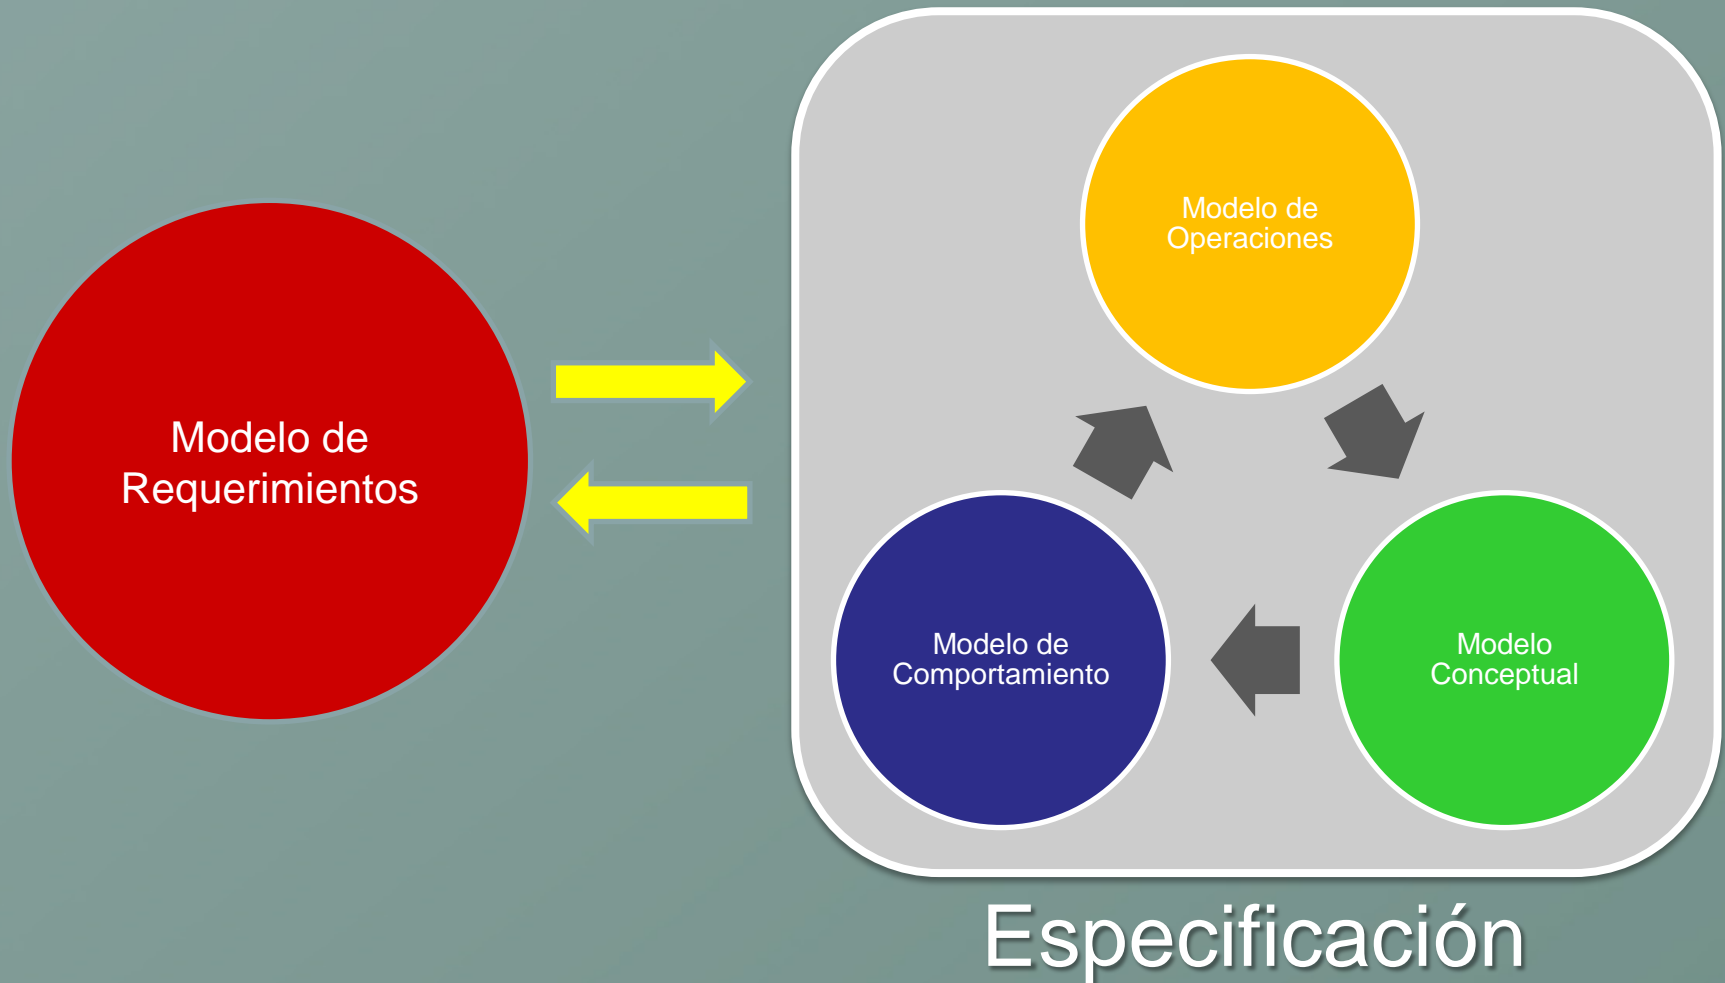 Modelo de
Requerimientos
Modelo de
Operaciones
Modelo de
Comportamiento
Modelo
Conceptual
Especificación